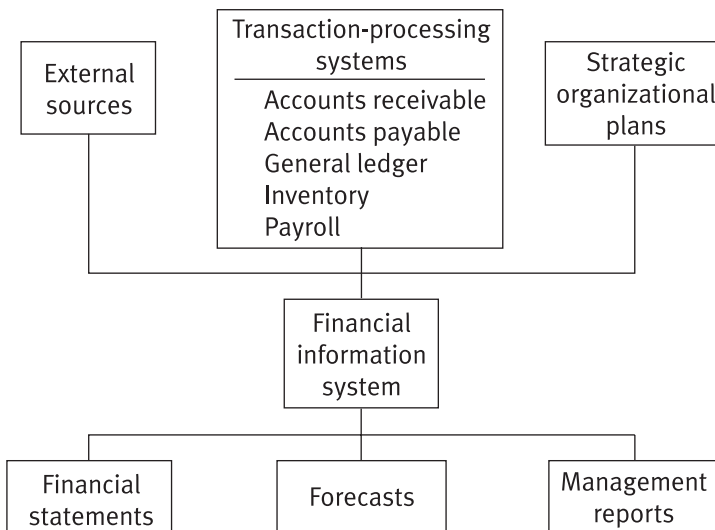 External
sources
Transaction-processing
systems
Accounts receivable
Accounts payable
General ledger
Inventory
Payroll
Strategic
organizational
plans
Financial
information
system
Financial
statements
Forecasts
Management
reports